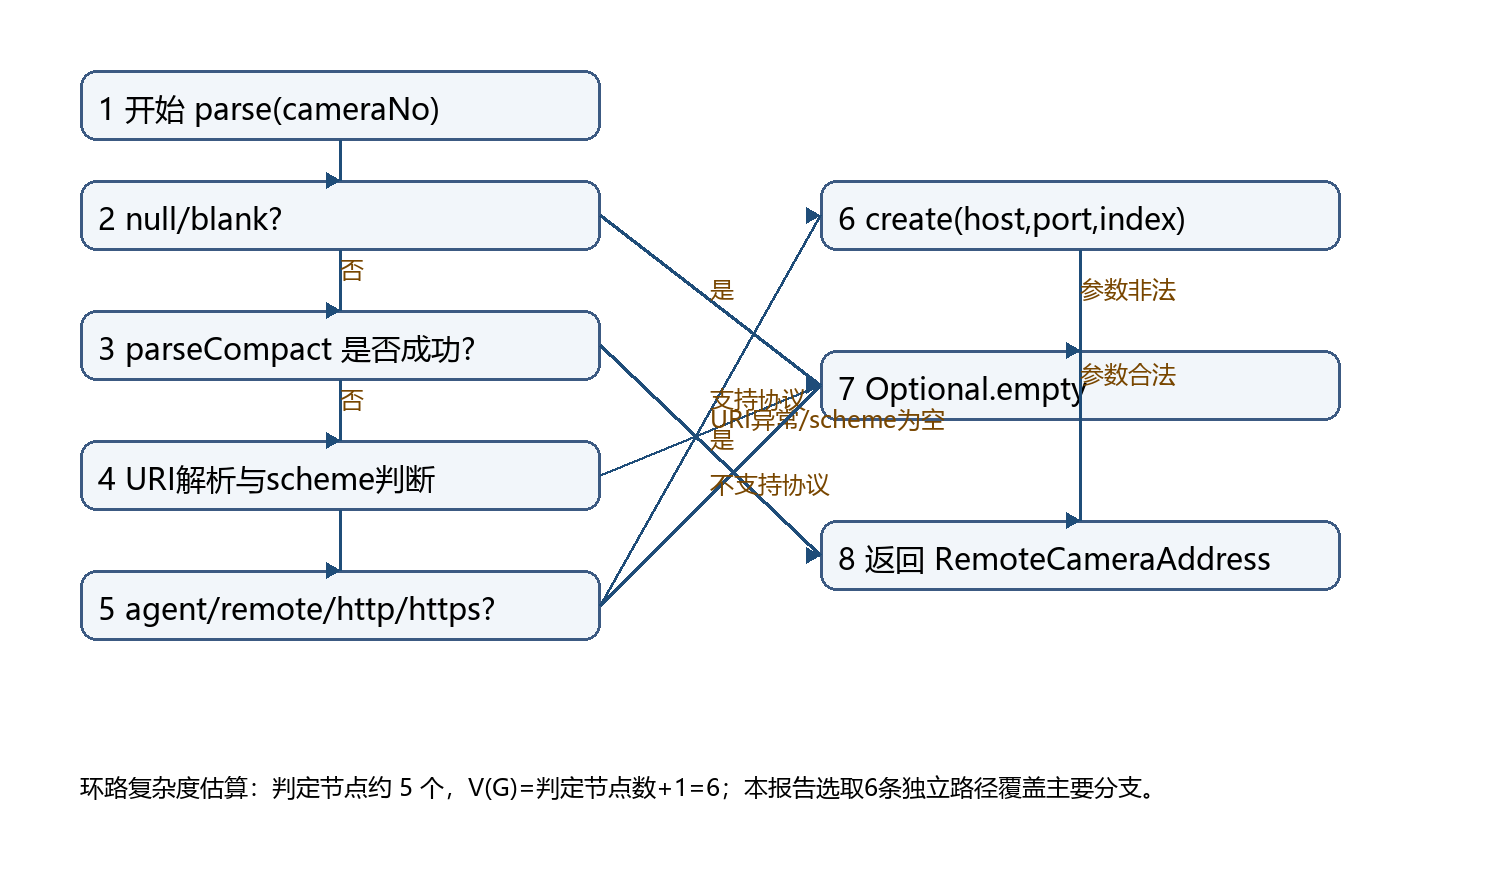 1 开始 parse(cameraNo)
2 null/blank?
否
3 parseCompact 是否成功?
否
4 URI解析与scheme判断
5 agent/remote/http/https?
是
支持协议
URI异常/scheme为空
是
不支持协议
6 create(host,port,index)
参数非法
7 Optional.empty
参数合法
8 返回 RemoteCameraAddress
环路复杂度估算：判定节点约 5 个，V(G)=判定节点数+1=6；本报告选取6条独立路径覆盖主要分支。